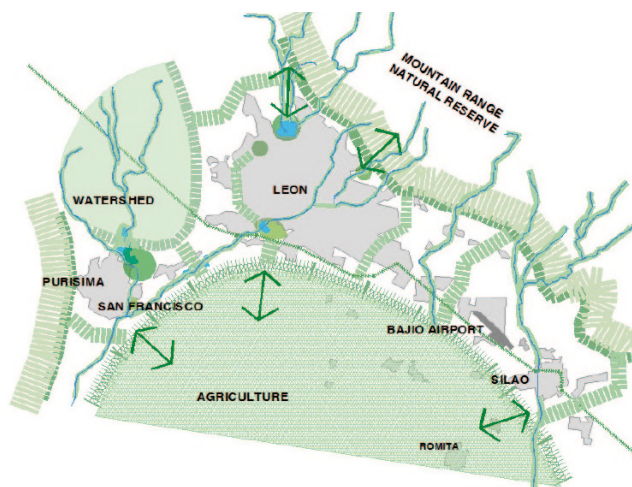 MOUNTAIN RANGE
NATURAL RESERVE
LEON
WATERSHED
PURISIMA
SAN FRANCISCO
BAJIO AIRPORT
SILAO
AGRICULTURE
ROMITA